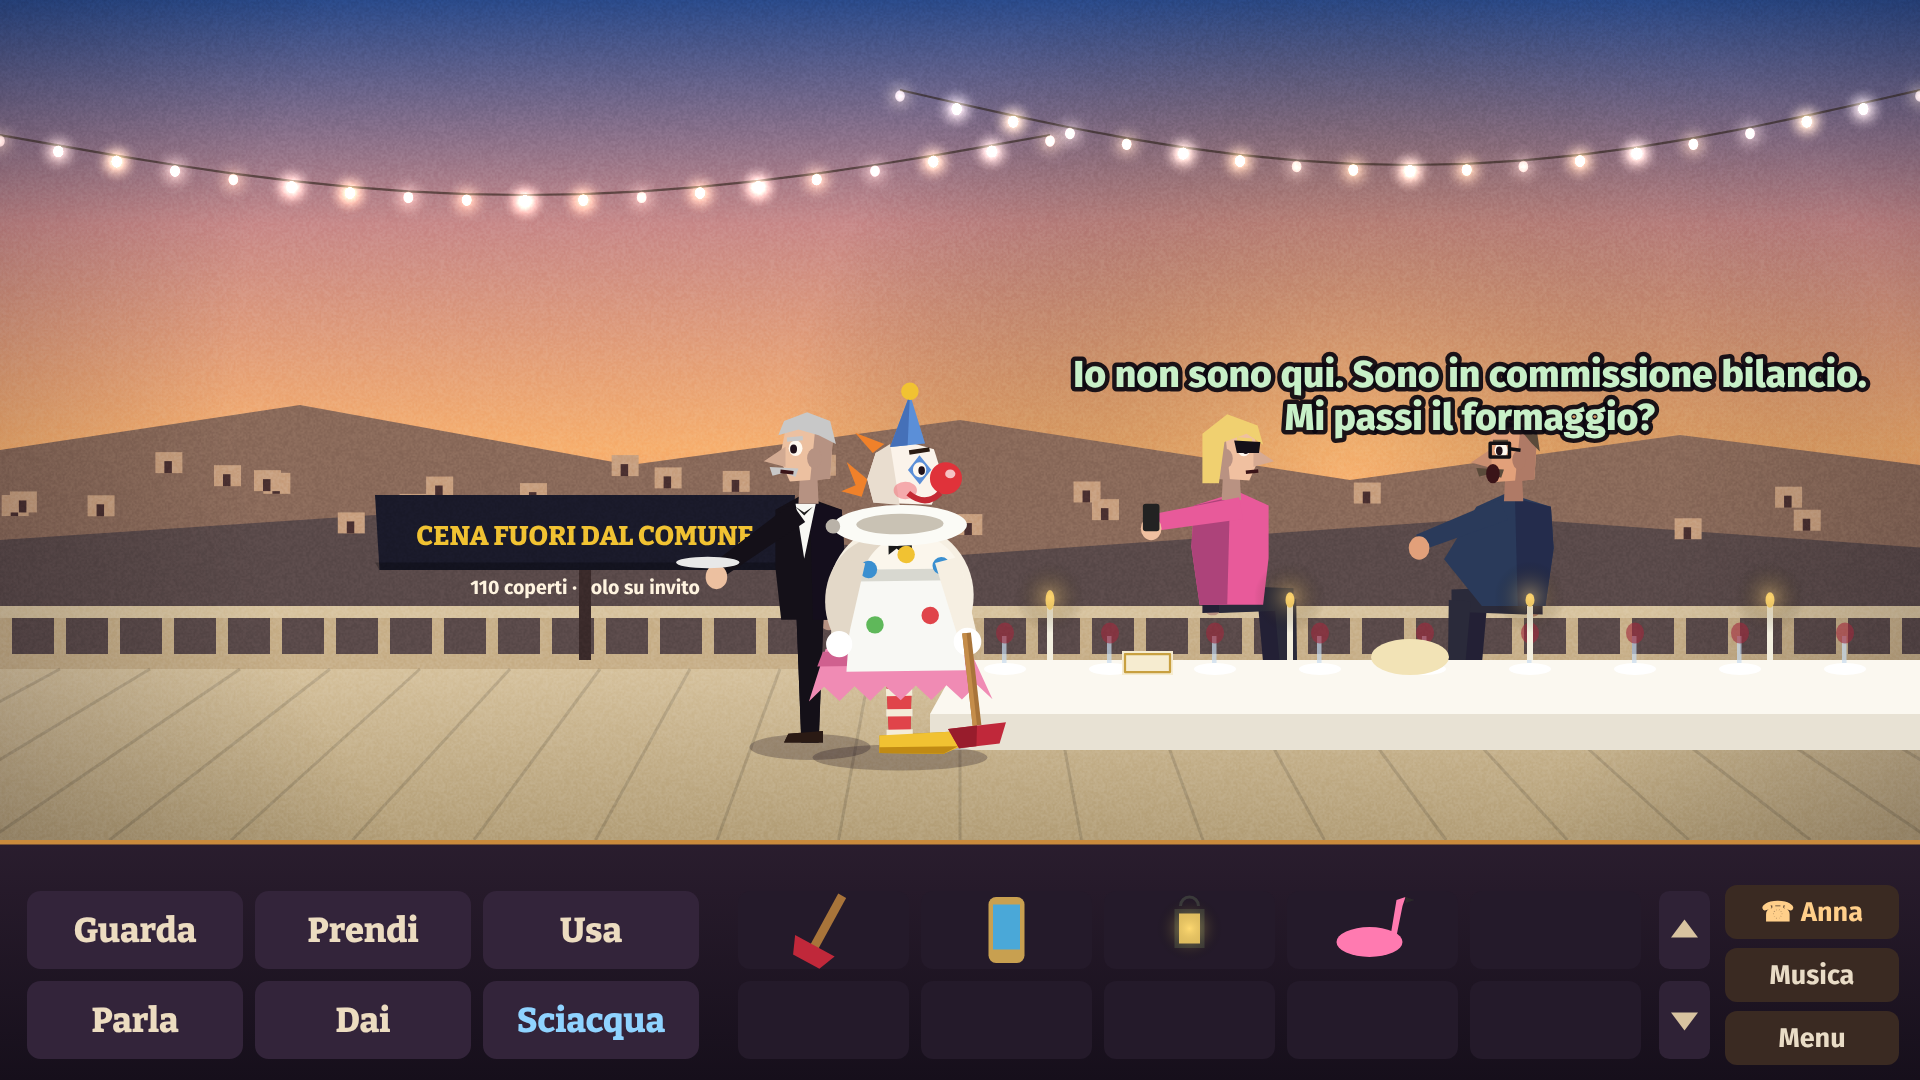 Io non sono qui. Sono in commissione bilancio.
Mi passi il formaggio?
CENA FUORI DAL COMUNE
110 coperti · olo su invito
Guarda
Prendi
Usa
Parla
Dai
Sciacqua
☎ Anna
Musica
Menu